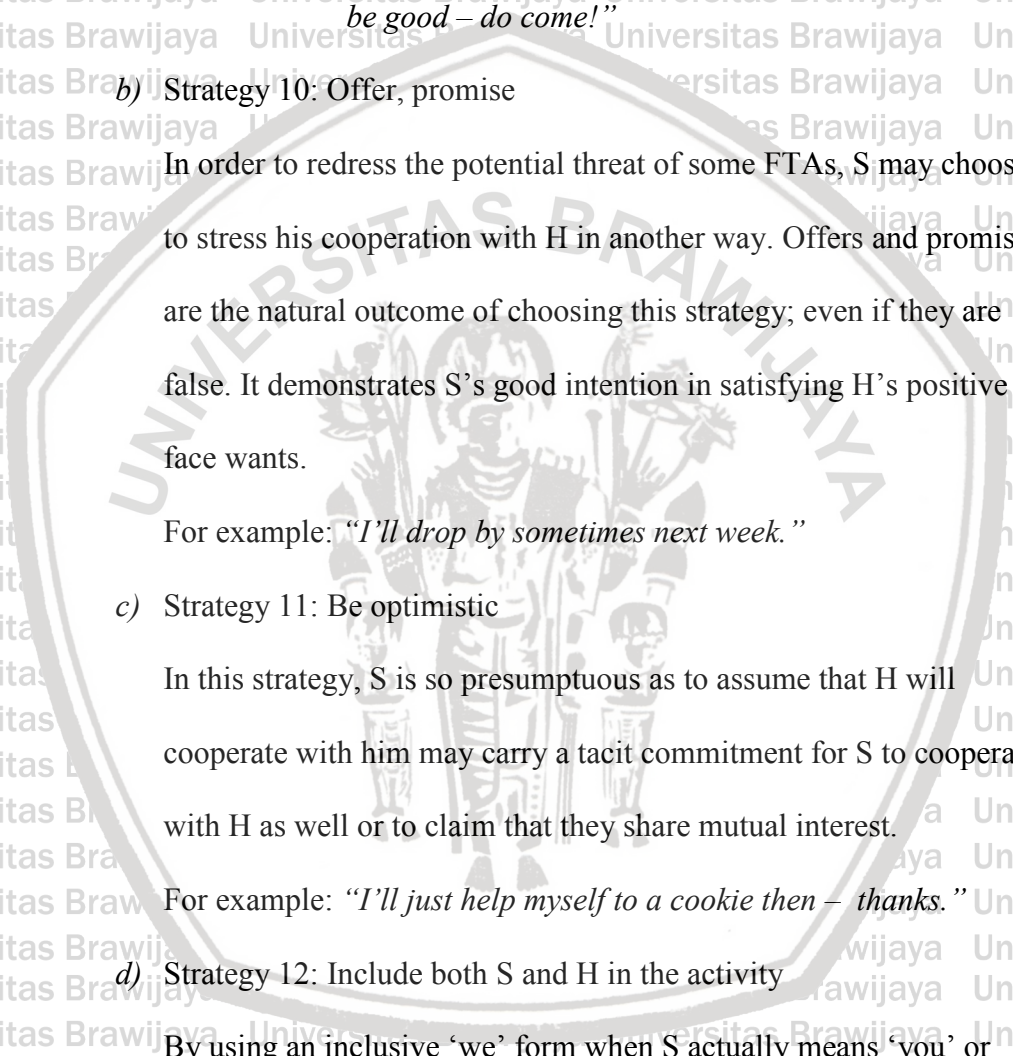 be good – do come!”
b) Strategy 10: Offer, promise
In order to redress the potential threat of some FTAs, S may choos
to stress his cooperation with H in another way. Offers and promis
are the natural outcome of choosing this strategy; even if they are
false. It demonstrates S’s good intention in satisfying H’s positive
face wants.
For example: “I’ll drop by sometimes next week.”
c) Strategy 11: Be optimistic
In this strategy, S is so presumptuous as to assume that H will
cooperate with him may carry a tacit commitment for S to coopera
with H as well or to claim that they share mutual interest.
For example: “I’ll just help myself to a cookie then – thanks.”
d) Strategy 12: Include both S and H in the activity
By using an inclusive ‘we’ form when S actually means ‘you’ or
UNIVERSITAS BRAWIJAYA